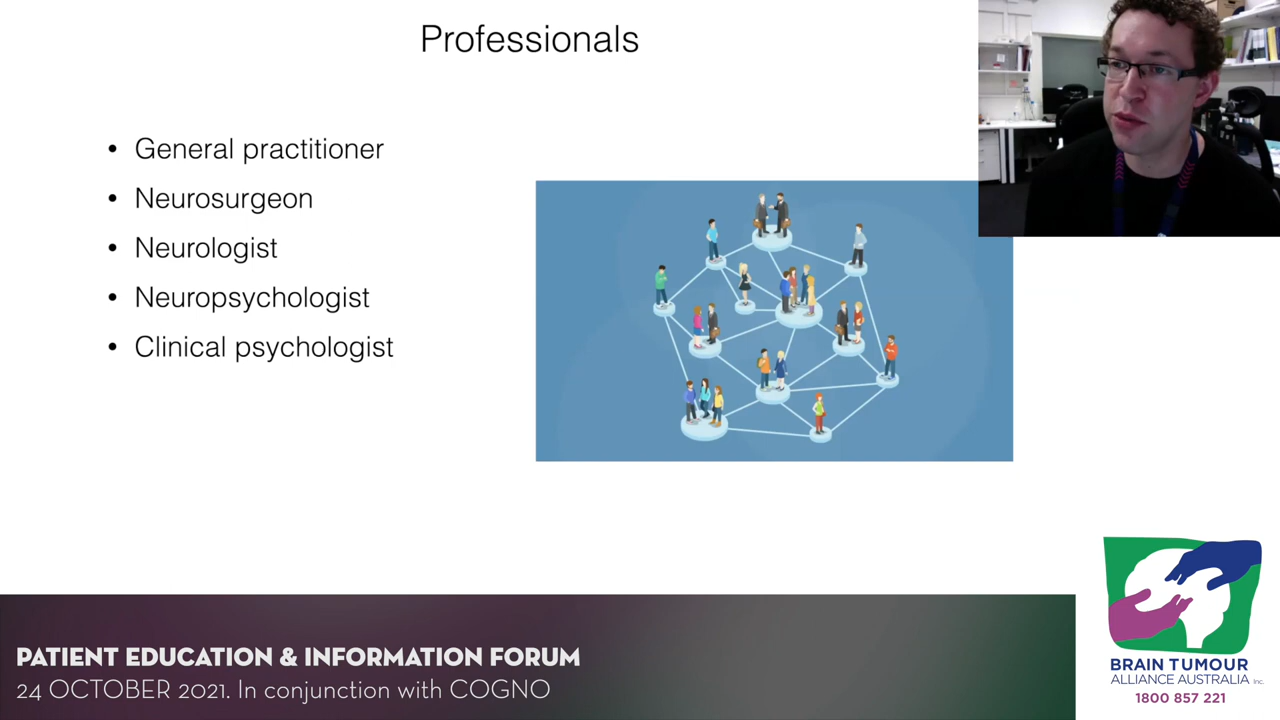 Professionals
• General practitioner
• Neurosurgeon
• Neurologist
• Neuropsychologist
• Clinical psychologist
PATIENT EDUCATION & INFORMATION FORUM
24 OCTOBER 2021. In conjunction with COGNO
BRAIN TUMOUR
ALLIANCE AUSTRALIA Inc.
1800 857 221